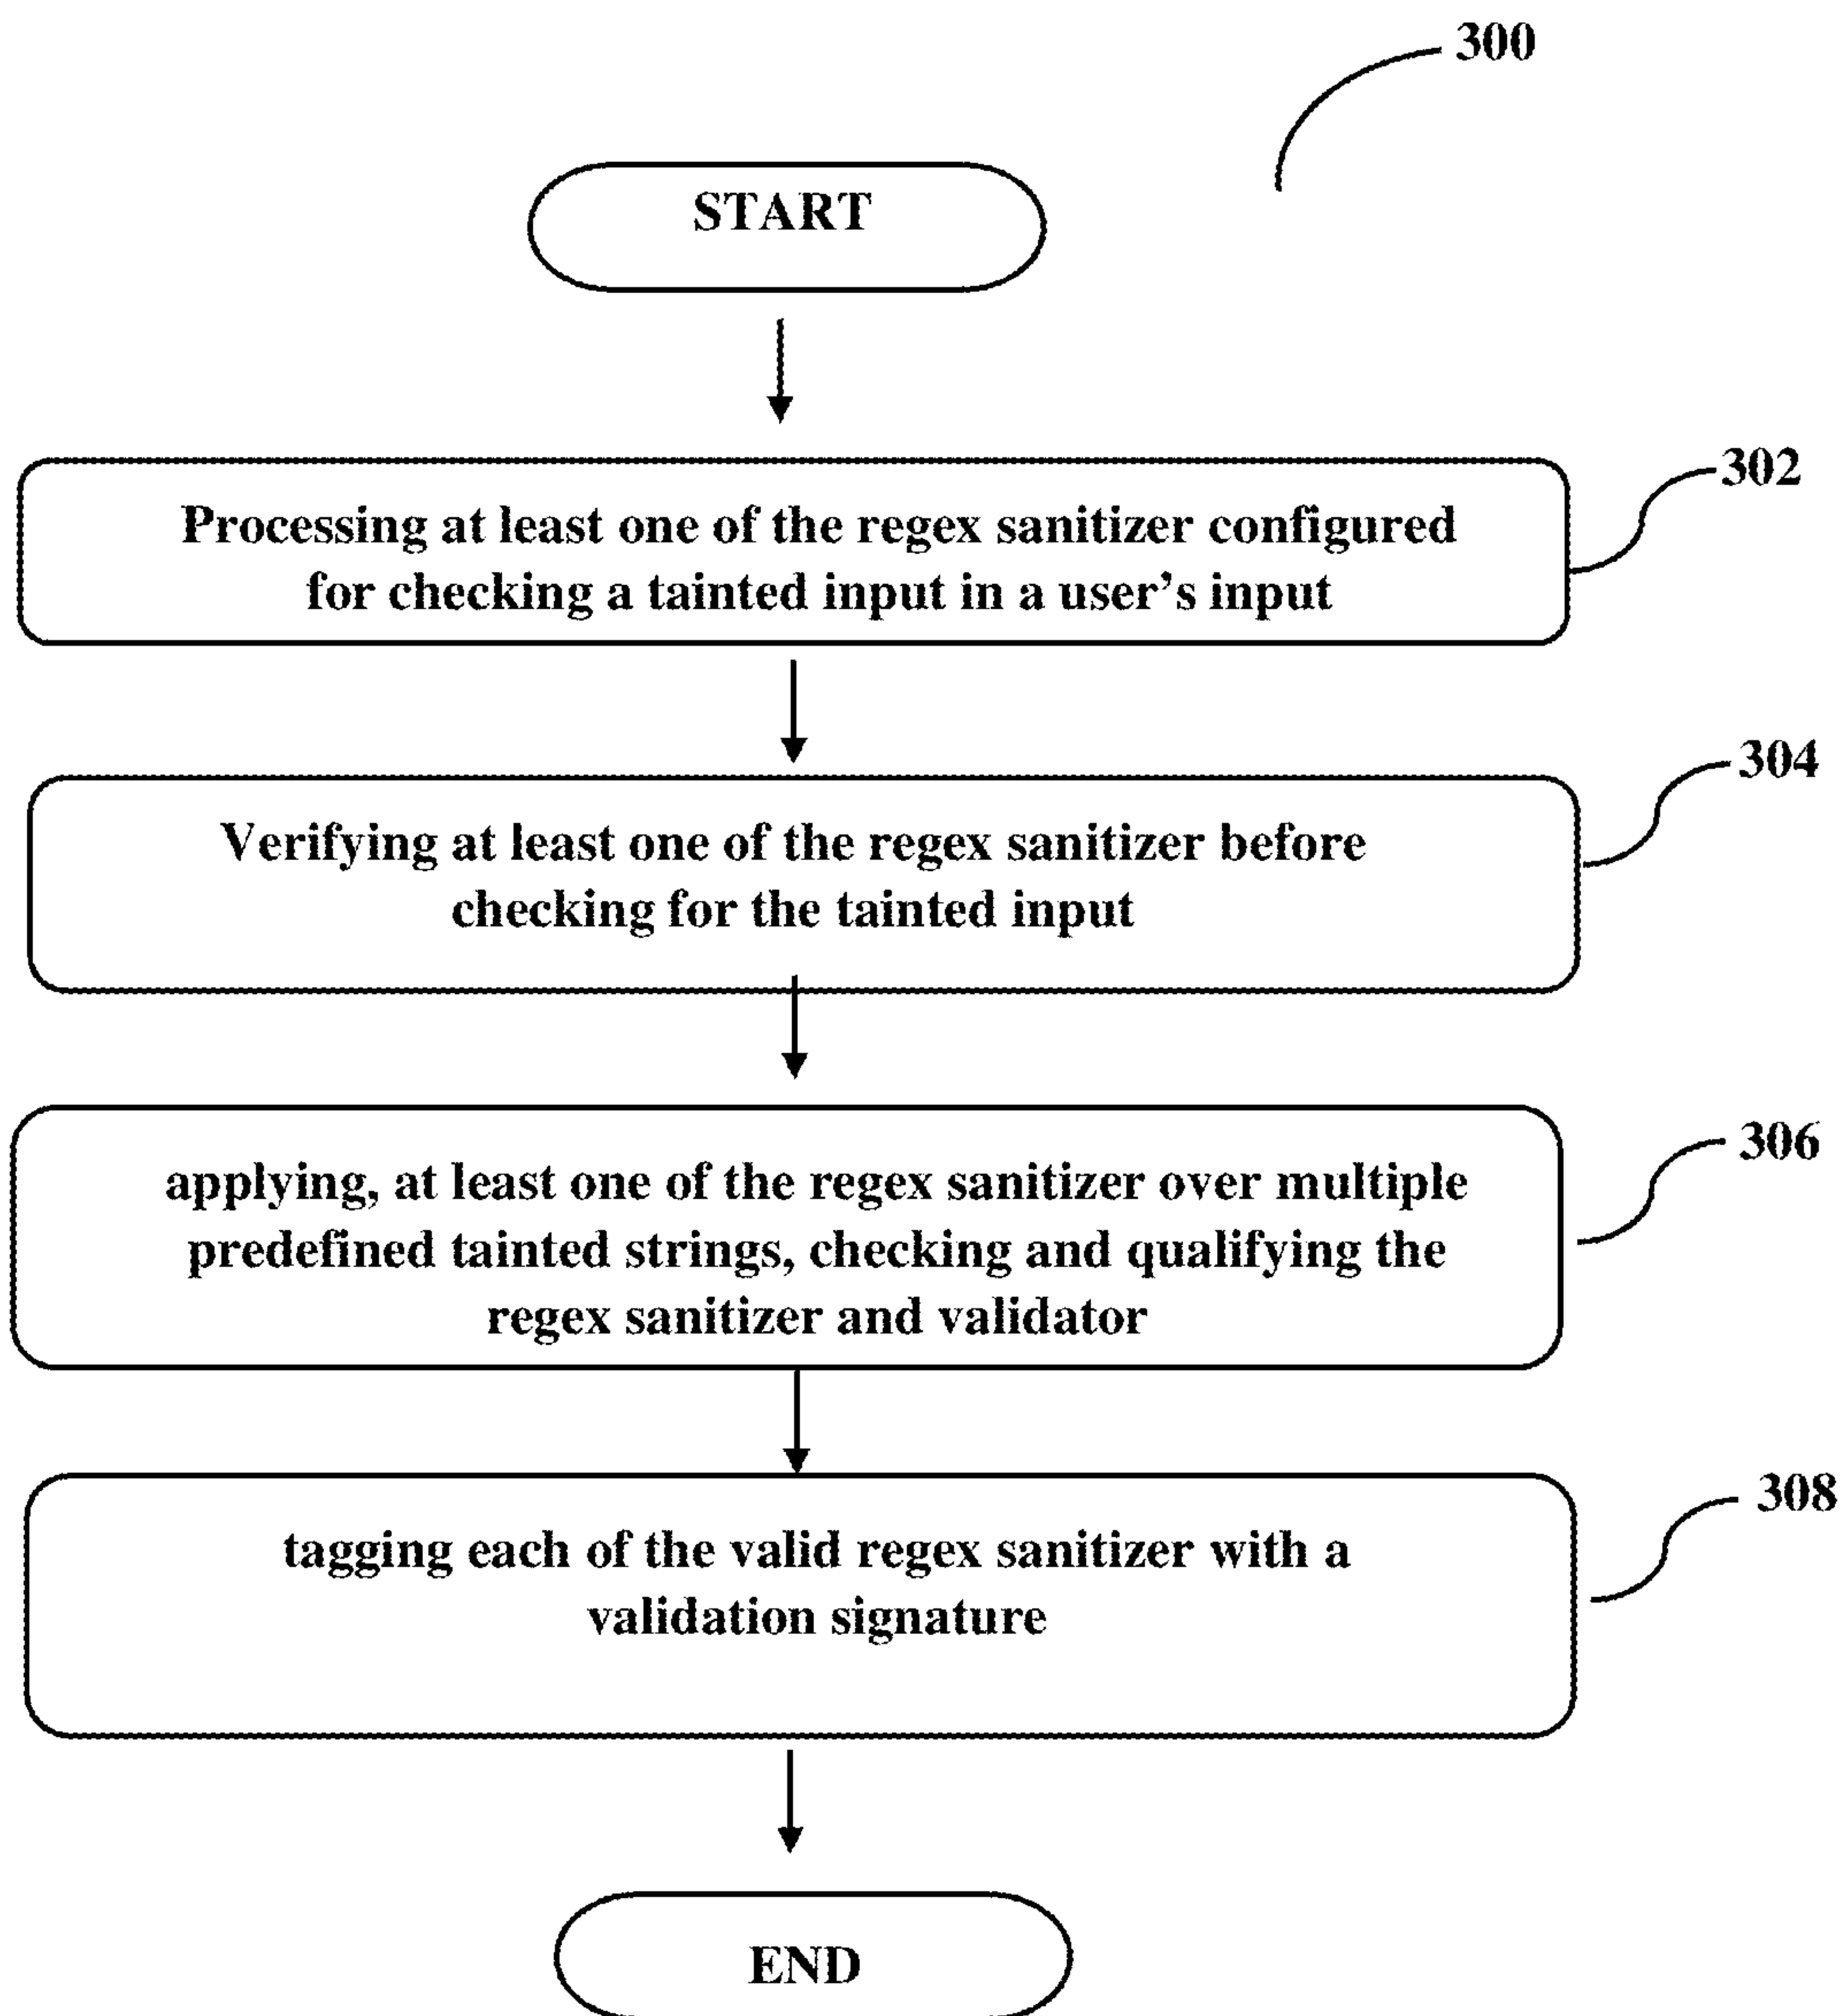 300
START
302
Processing at least one of the regex sanitizer configured
for checking a tainted input in a user’s input
304
Verifying at least one of the regex sanitizer before
checking for the tainted input
306
applying, at least one of the regex sanitizer over multiple
predefined tainted strings, checking and qualifying the
regex sanitizer and validator
308
tagging each of the valid regex sanitizer with a
validation signature
END